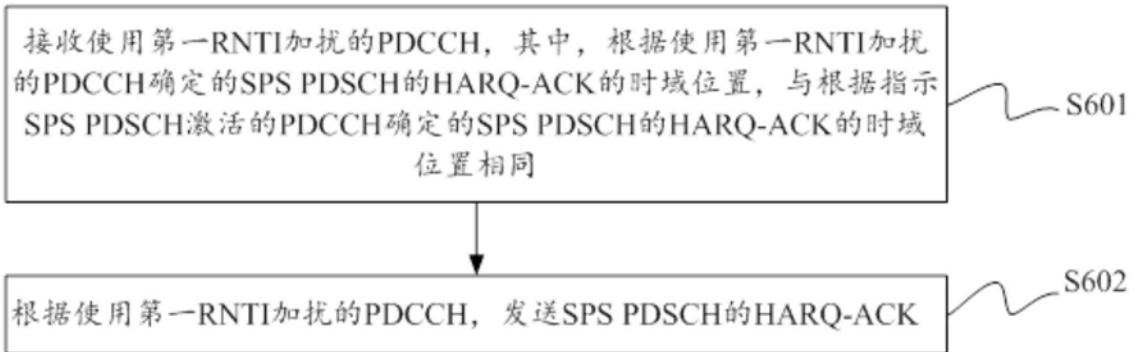 接收使用第一RNTI加扰的PDCCH，其中，根据使用第一RNTI加扰
的PDCCH确定的SPS PDSCH的HARQ-ACK的时域位置，与根据指示
SPS PDSCH激活的PDCCH确定的SPS PDSCH的HARQ-ACK的时域
位置相同
S601
根据使用第一RNTI加扰的PDCCH，发送SPS PDSCH的HARQ-ACK
S602